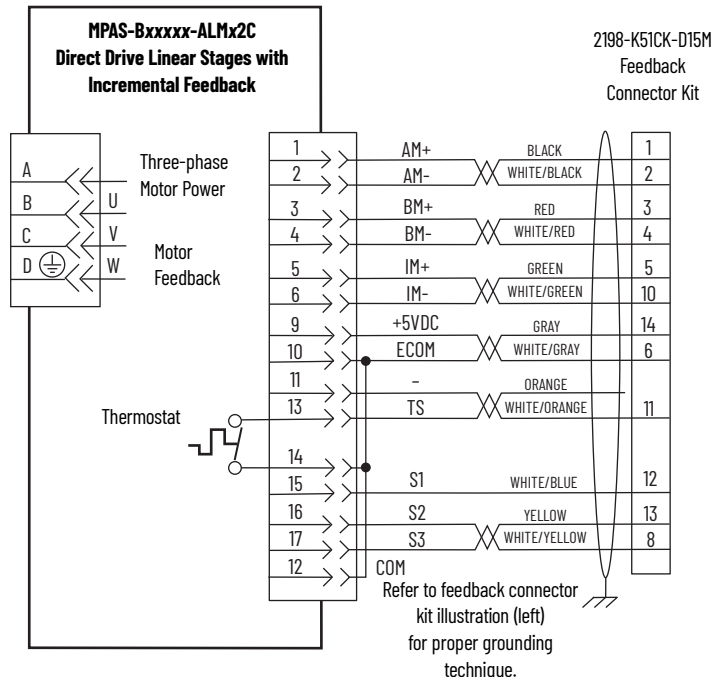 MPAS-Bxxxxx-ALMx2C
Direct Drive Linear Stages with
Incremental Feedback
2198-K51CK-D15M
Feedback
Connector Kit
A
B
C
D
U
V
W
Three-phase
Motor Power
Motor
Feedback
Thermostat
1 AM+ BLACK 1
2 AM- WHITE/BLACK 2
3 BM+ RED 3
4 BM- WHITE/RED 4
5 IM+ GREEN 5
6 IM- WHITE/GREEN 10
9 +5VDC GRAY 14
10 ECOM WHITE/GRAY 6
11 – ORANGE
13 TS WHITE/ORANGE 11
14
15 S1 WHITE/BLUE 12
16 S2 YELLOW 13
17 S3 WHITE/YELLOW 8
12 COM
Refer to feedback connector
kit illustration (left)
for proper grounding
technique.